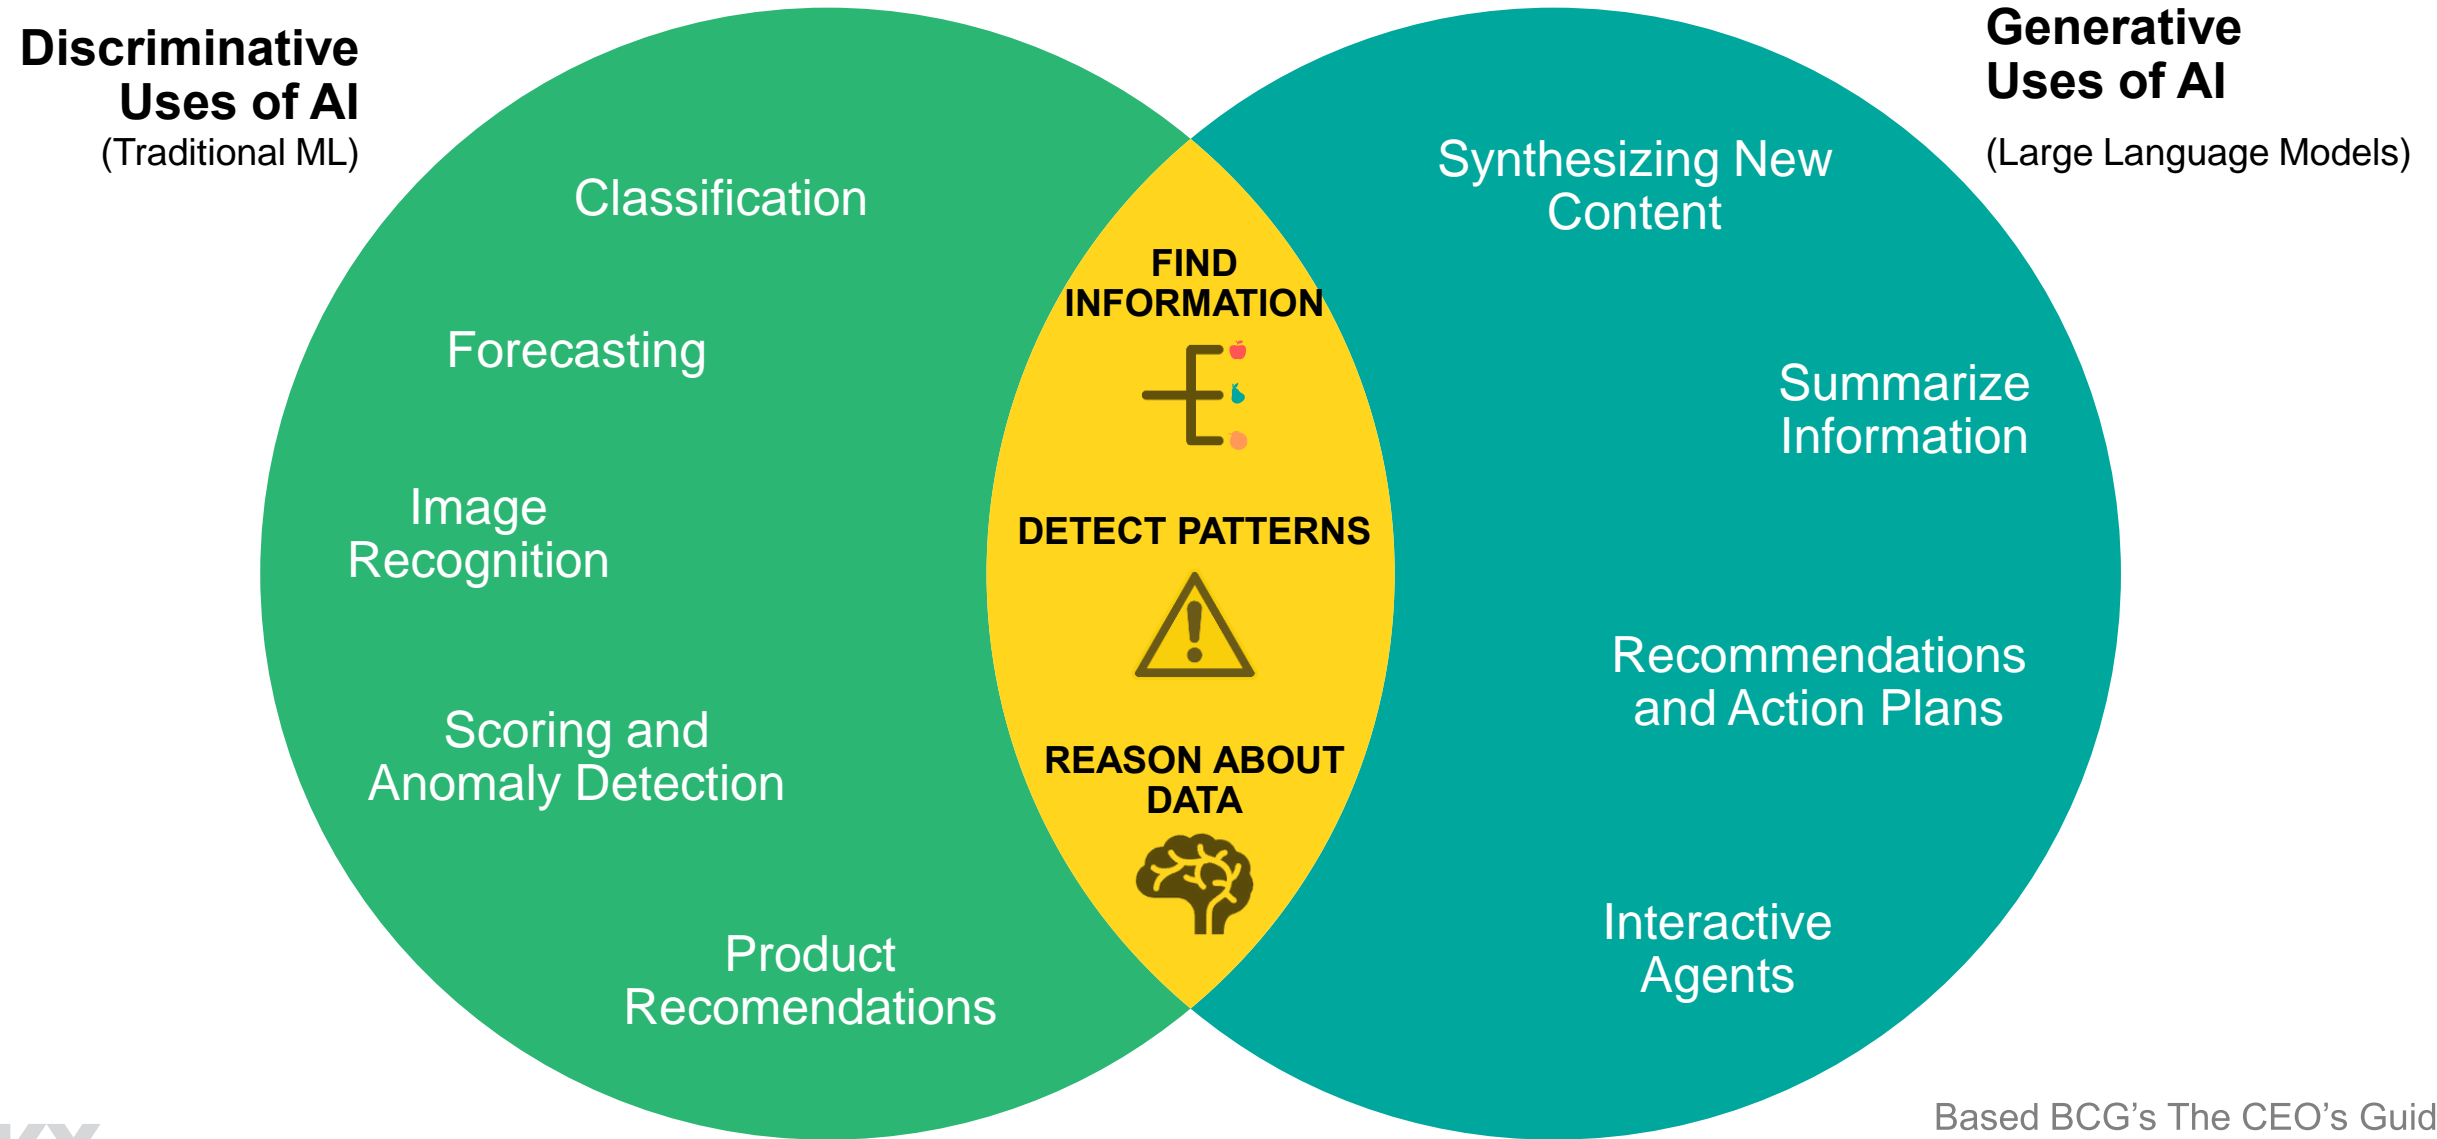 Discriminative
Uses of AI
(Traditional ML)
Generative
Uses of AI
(Large Language Models)
Classification
Forecasting
Image
Recognition
Scoring and
Anomaly Detection
Product
Recomendations
FIND
INFORMATION
DETECT PATTERNS
REASON ABOUT
DATA
Synthesizing New
Content
Summarize
Information
Recommendations
and Action Plans
Interactive
Agents
Based BCG’s The CEO’s Guid